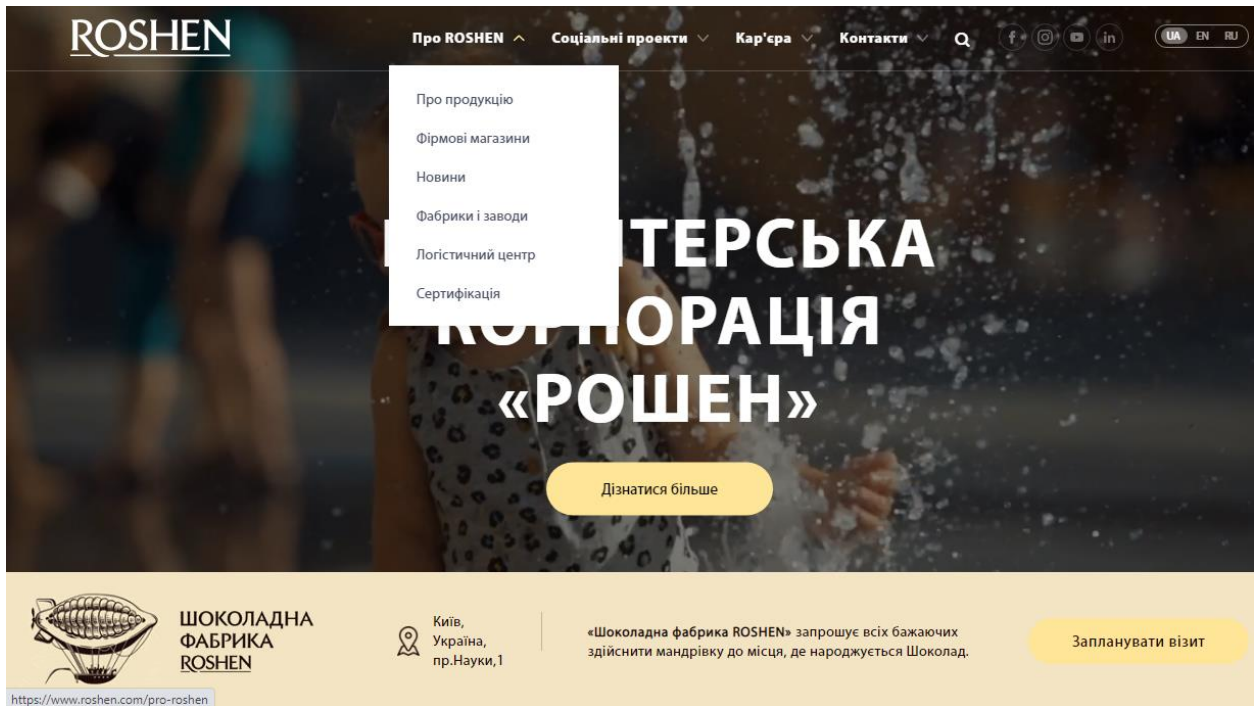 ROSHEN
Про ROSHEN
Соціальні проекти
Кар'єра
Контакти
UA EN RU
Про продукцію
Фірмові магазини
Новини
Фабрики і заводи
Логістичний центр
Сертифікація
ТЕРСЬКА
КОРПОРАЦІЯ
«РОШЕН»
Дізнатися більше
ШОКОЛАДНА
ФАБРИКА
ROSHEN
Київ,
Україна,
пр.Науки,1
«Шоколадна фабрика ROSHEN» запрошує всіх бажаючих
здійснити мандрівку до місця, де народжується Шоколад.
Запланувати візит
https://www.roshen.com/pro-roshen